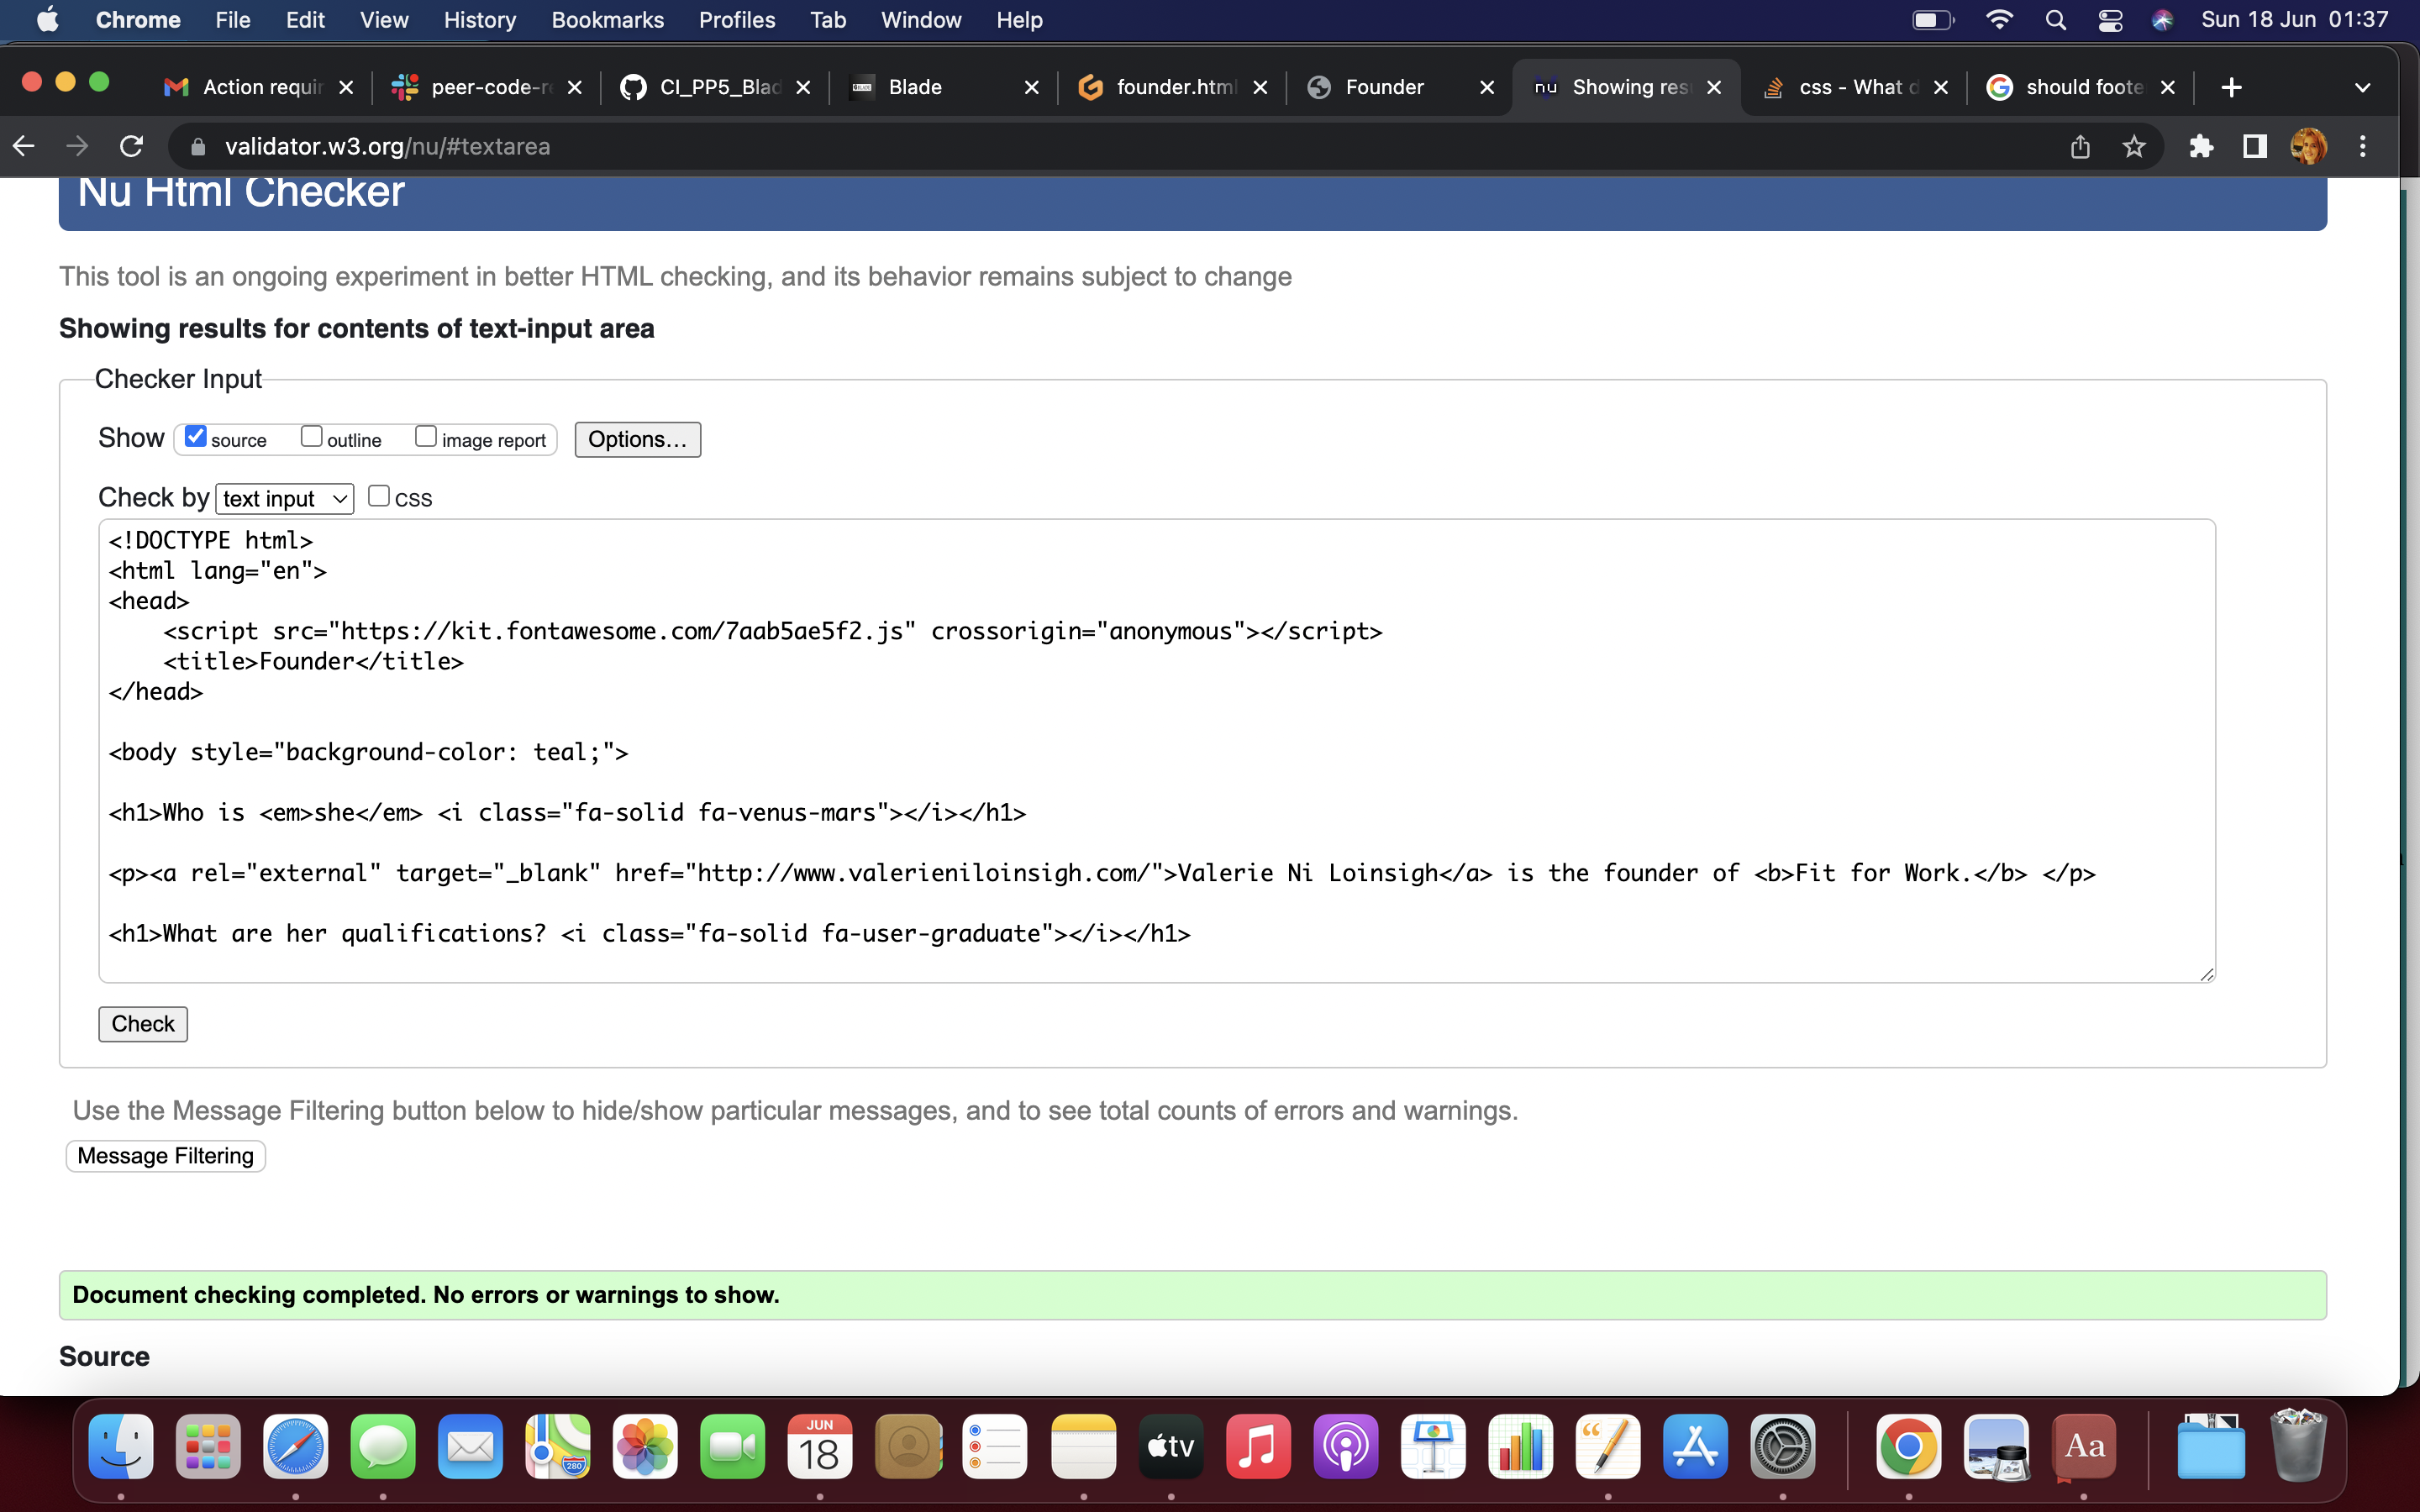 Chrome File Edit View History Bookmarks Profiles Tab Window Help Sun 18 Jun 01:37
Action requir peer-code-re CI_PP5_Blad Blade founder.html Founder nu Showing res css - What d should foote
validator.w3.org/nu/#textarea
Nu Html Checker
This tool is an ongoing experiment in better HTML checking, and its behavior remains subject to change
Showing results for contents of text-input area
Checker Input
Show source outline image report Options...
Check by text input CSS
<!DOCTYPE html>
<html lang="en">
<head>
    <script src="https://kit.fontawesome.com/7aab5ae5f2.js" crossorigin="anonymous"></script>
    <title>Founder</title>
</head>
<body style="background-color: teal;">
<h1>Who is <em>she</em> <i class="fa-solid fa-venus-mars"></i></h1>
<p><a rel="external" target="_blank" href="http://www.valerieniloinsigh.com/">Valerie Ni Loinsigh</a> is the founder of <b>Fit for Work.</b> </p>
<h1>What are her qualifications? <i class="fa-solid fa-user-graduate"></i></h1>
Check
Use the Message Filtering button below to hide/show particular messages, and to see total counts of errors and warnings.
Message Filtering
Document checking completed. No errors or warnings to show.
Source
JUN
18
280
tv
Aa